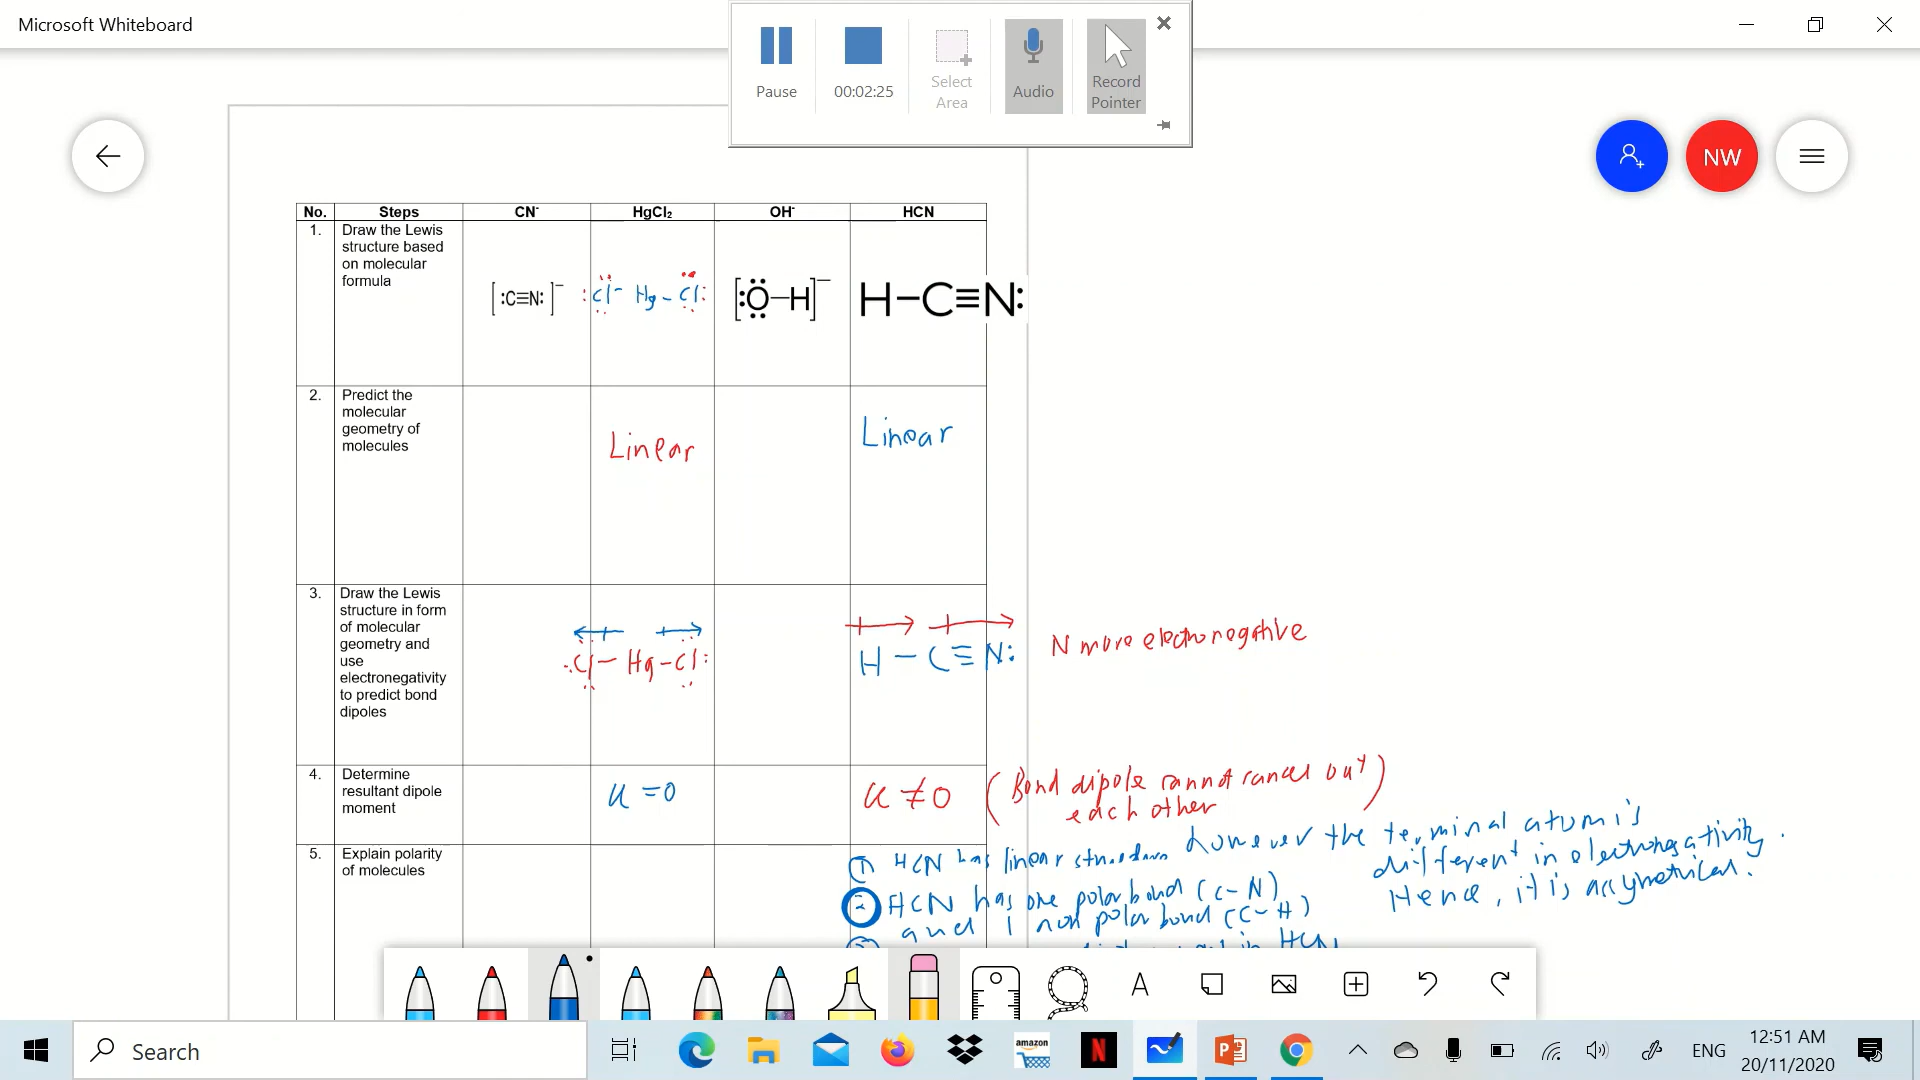 Microsoft Whiteboard
Pause
00:02:25
Select
Area
Audio
Record
Pointer
NW
No. Steps CN⁻ HgCl₂ OH⁻ HCN
1. Draw the Lewis
structure based
on molecular
formula
[:C≡N:]⁻
Cl - Hg - Cl
[:O-H]⁻
H-C≡N:
2. Predict the
molecular
geometry of
molecules
Linear
Linear
3. Draw the Lewis
structure in form
of molecular
geometry and
use
electronegativity
to predict bond
dipoles
Cl - Hg - Cl
H - C≡N:
N more electronegative
4. Determine
resultant dipole
moment
u = 0
u ≠ 0
(Bond dipole cannot cancel out
each other)
5. Explain polarity
of molecules
① HCN has linear however the terminal atom is
different in electronegativity.
Hence, it is assymetrical.
② HCN has one polar bond (C-N)
and 1 non polar bond (C-H)
in HCN
A
Search
amazon
N
ENG
12:51 AM
20/11/2020